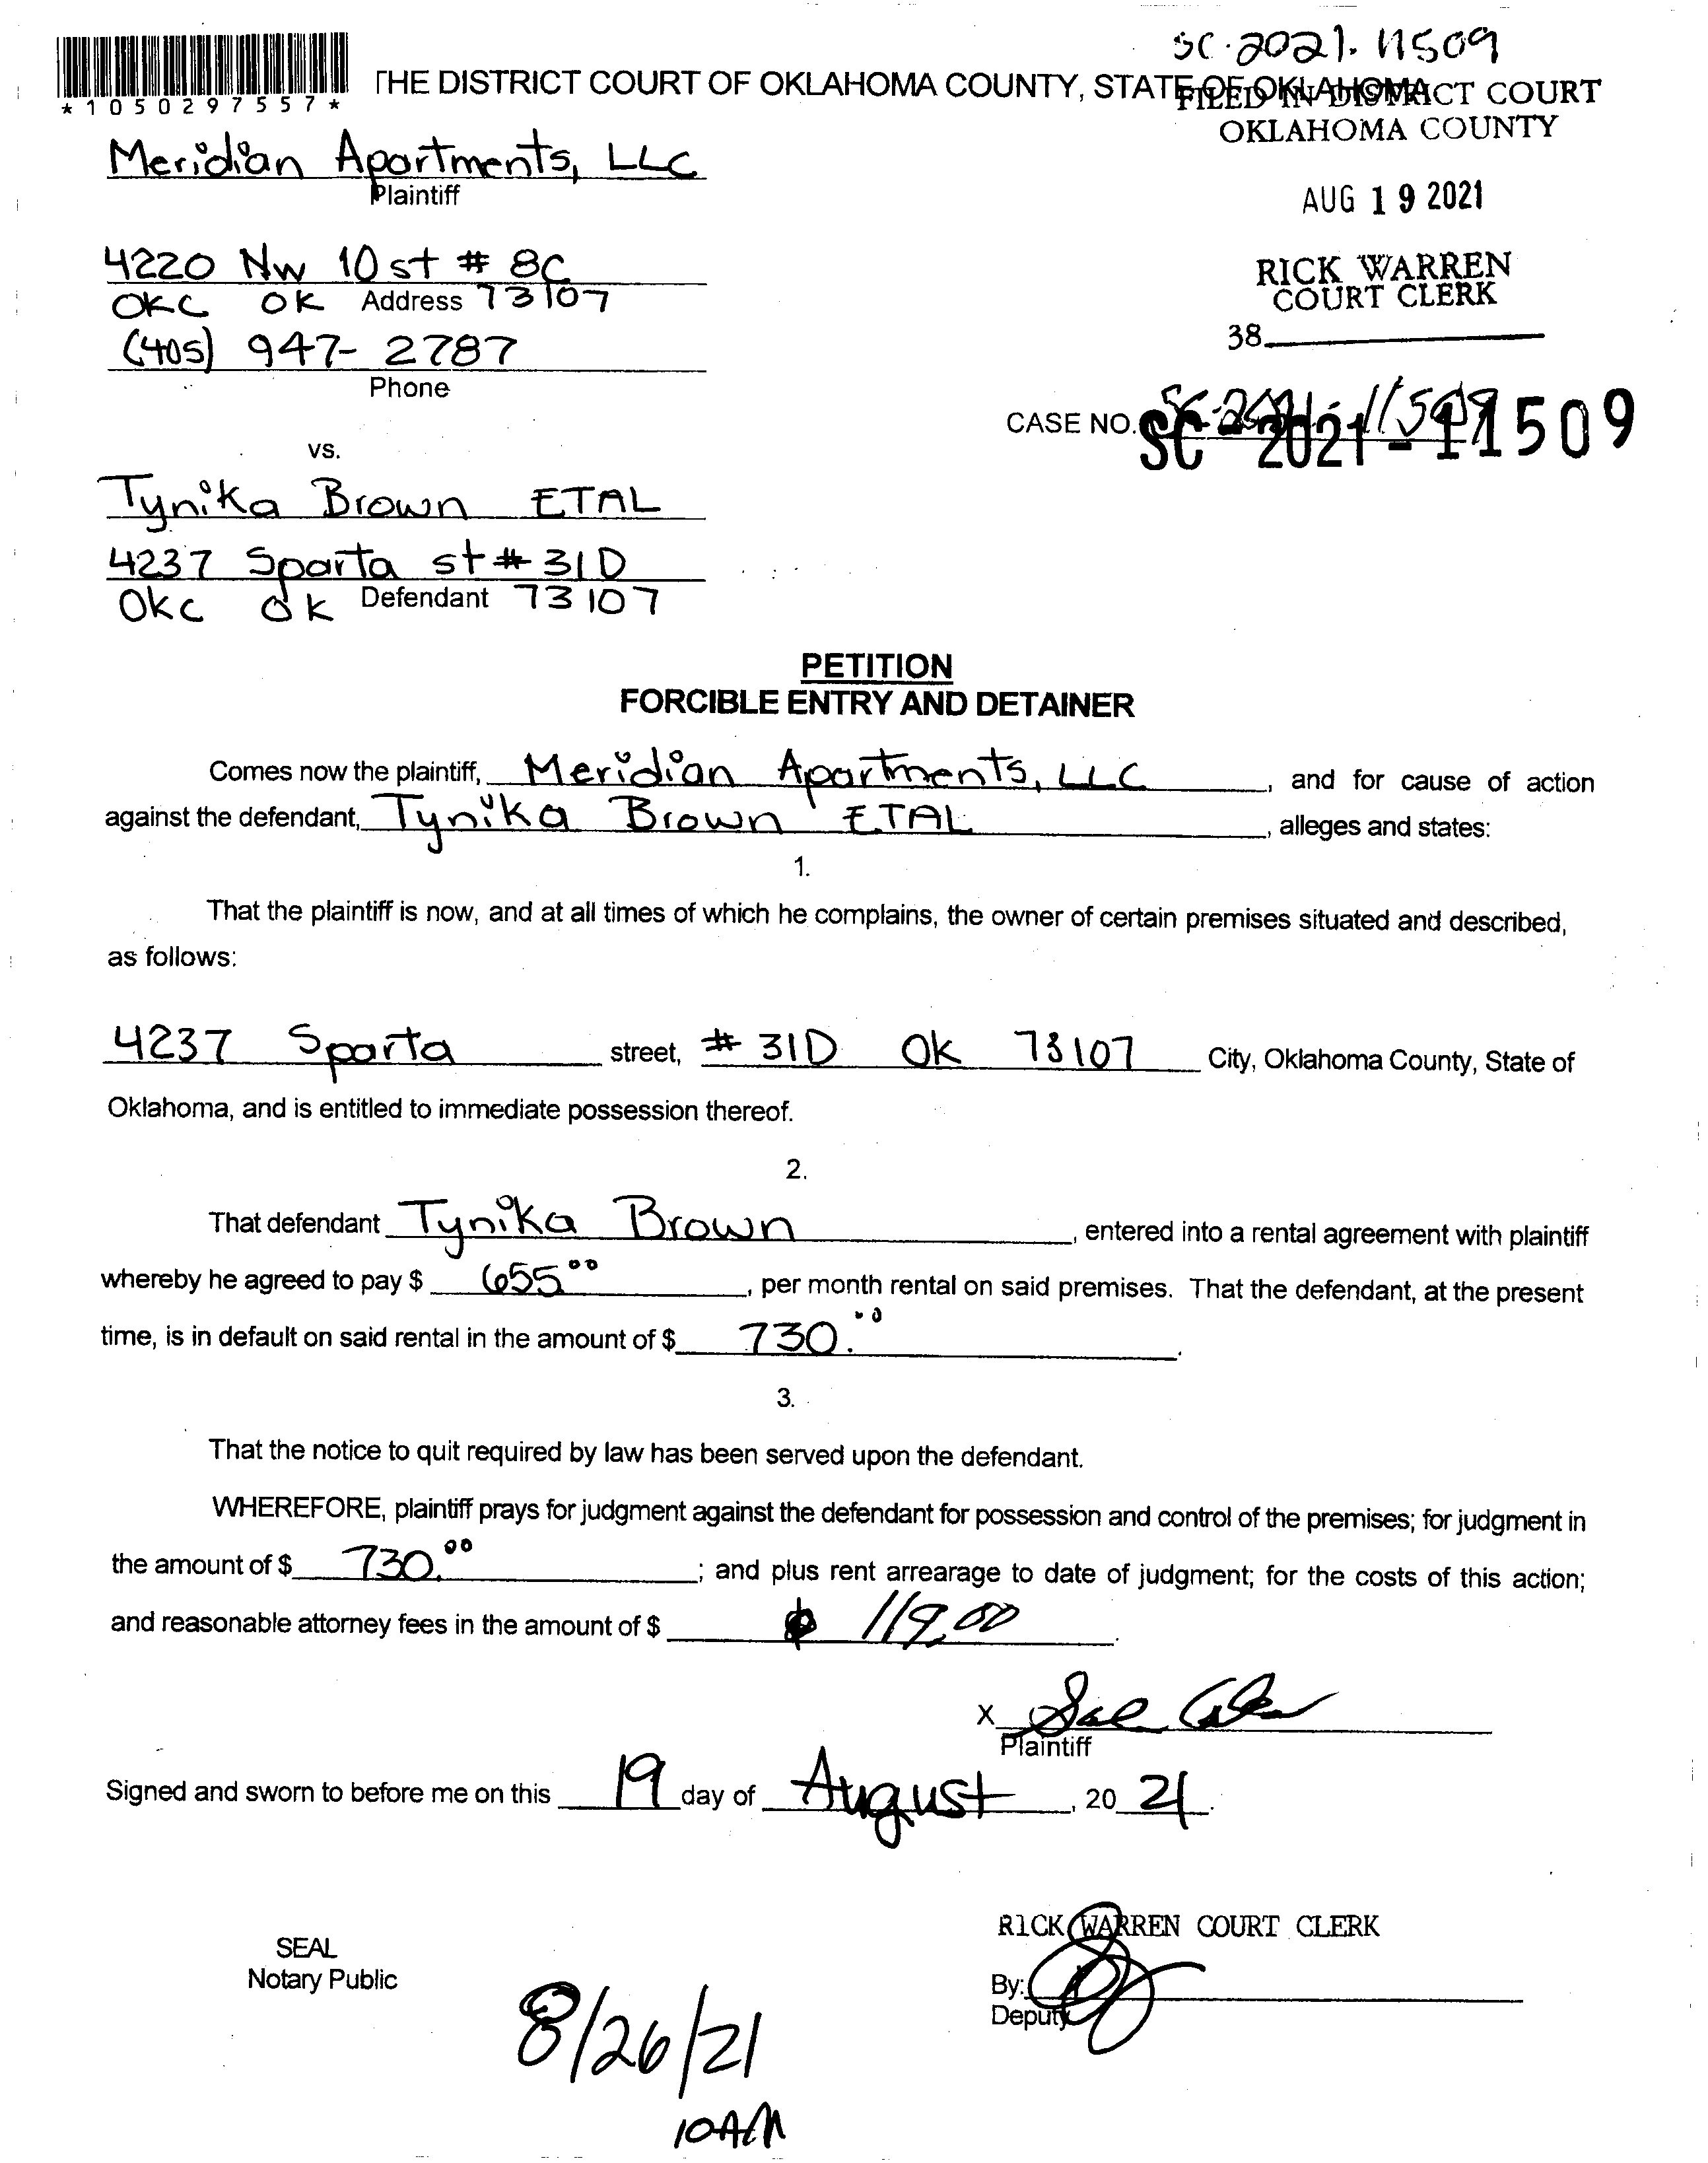 SC-2021-11509
*1050297557*
THE DISTRICT COURT OF OKLAHOMA COUNTY, STATE OF OKLAHOMA
FILED IN DISTRICT COURT
OKLAHOMA COUNTY
Meridian Apartments, LLC
Plaintiff
AUG 19 2021
4220 NW 10 st # 8C
OKC OK Address 73107
RICK WARREN
COURT CLERK
(405) 947-2787
38
Phone
CASE NO. SC-2021-11509
SC-2021-11509
vs.
Tynika Brown ETAL
4237 Sparta st # 31D
OKC OK Defendant 73107
PETITION
FORCIBLE ENTRY AND DETAINER
Comes now the plaintiff, Meridian Apartments, LLC, and for cause of action
against the defendant, Tynika Brown ETAL, alleges and states:
1.
That the plaintiff is now, and at all times of which he complains, the owner of certain premises situated and described,
as follows:
4237 Sparta street, # 31D OK 73107 City, Oklahoma County, State of
Oklahoma, and is entitled to immediate possession thereof.
2.
That defendant Tynika Brown, entered into a rental agreement with plaintiff
whereby he agreed to pay $ 655.00, per month rental on said premises. That the defendant, at the present
time, is in default on said rental in the amount of $ 730.00.
3.
That the notice to quit required by law has been served upon the defendant.
WHEREFORE, plaintiff prays for judgment against the defendant for possession and control of the premises; for judgment in
the amount of $ 730.00; and plus rent arrearage to date of judgment; for the costs of this action;
and reasonable attorney fees in the amount of $ 119.00.
X
Plaintiff
Signed and sworn to before me on this 19 day of August, 20 21.
RICK WARREN COURT CLERK
SEAL
Notary Public
By:
Deputy
8/26/21
10AM